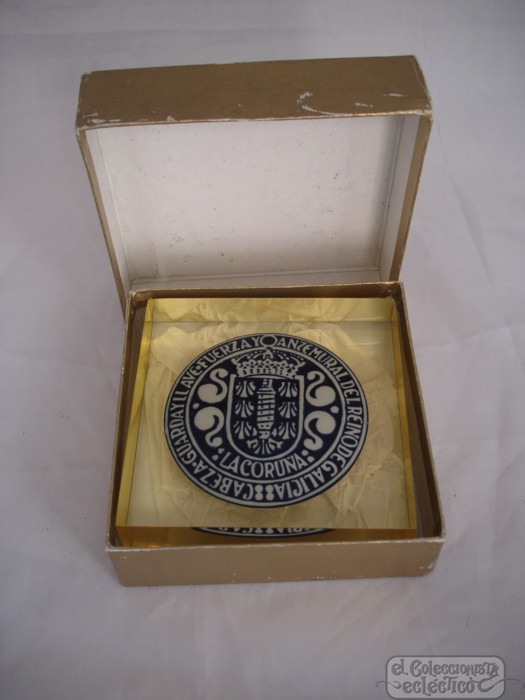 CABEZA·GUARDA Y LLAVE·FUERZA Y ANTEMURAL DEL REINO DE GALICIA
LA CORUÑA
el Coleccionista
ecléctico